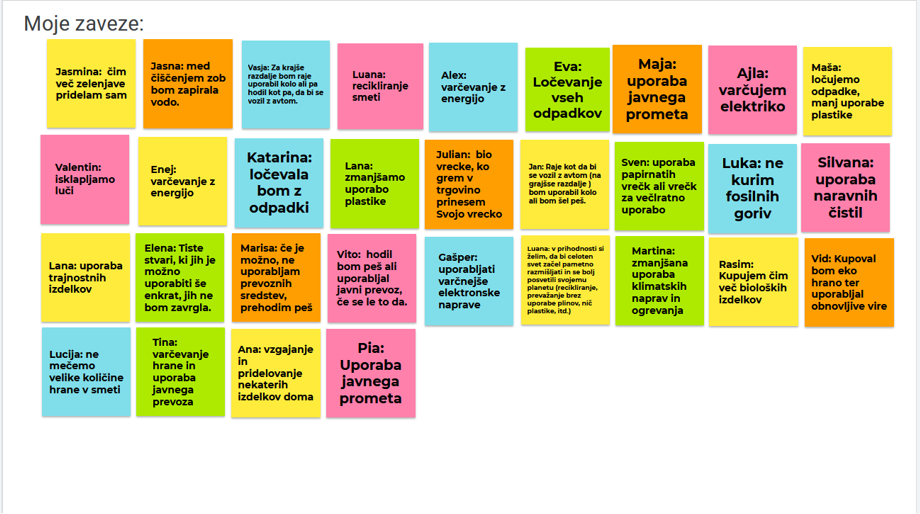 Moje zaveze:
Jasmina: čim
več zelenjave
pridelam sam
Jasna: med
čiščenjem zob
bom zapirala
vodo.
Vasja: Za krajše
razdalje bom raje
uporabil kolo ali pa
hodil kot pa, da bi se
vozil z avtom.
Luana:
recikliranje
smeti
Alex:
varčevanje z
energijo
Eva:
Ločevanje
vseh
odpadkov
Maja:
uporaba
javnega
prometa
Ajla:
varčujem
elektriko
Maša:
ločujemo
odpadke,
manj uporabe
plastike
Valentin:
isklapljamo
luči
Enej:
varčevanje z
energijo
Katarina:
ločevala
bom z
odpadki
Lana:
zmanjšamo
uporabo
plastike
Julian: bio
vrecke, ko
grem v
trgovino
prinesem
Svojo vrecko
Jan: Raje kot da bi
se vozil z avtom (na
grajšse razdalje )
bom uporabil kolo
ali bom šel peš.
Sven: uporaba
papirnatih
vrečk ali vrečk
za večlratno
uporabo
Luka: ne
kurim
fosilnih
goriv
Silvana:
uporaba
naravnih
čistil
Lana: uporaba
trajnostnih
izdelkov
Elena: Tiste
stvari, ki jih je
možno
uporabiti še
enkrat, jih ne
bom zavrgla.
Marisa: če je
možno, ne
uporabljam
prevoznih
sredstev,
prehodim peš
Vito: hodil
bom peš ali
uporabljal
javni prevoz,
če se le to da.
Gašper:
uporabljati
varčnejše
elektronske
naprave
Luana: v prihodnosti si
želim, da bi celoten
svet začel pametno
razmišljati in se bolj
posvetili svojemu
planetu (recikliranje,
prevažanje brez
uporabe plinov, nič
plastike, itd.)
Martina:
zmanjšana
uporaba
klimatskih
naprav in
ogrevanja
Rasim:
Kupujem čim
več bioloških
izdelkov
Vid: Kupoval
bom eko
hrano ter
uporabljal
obnovljive vire
Lucija: ne
mečemo
velike količine
hrane v smeti
Tina:
varčevanje
hrane in
uporaba
javnega
prevoza
Ana: vzgajanje
in
pridelovanje
nekaterih
izdelkov doma
Pia:
Uporaba
javnega
prometa